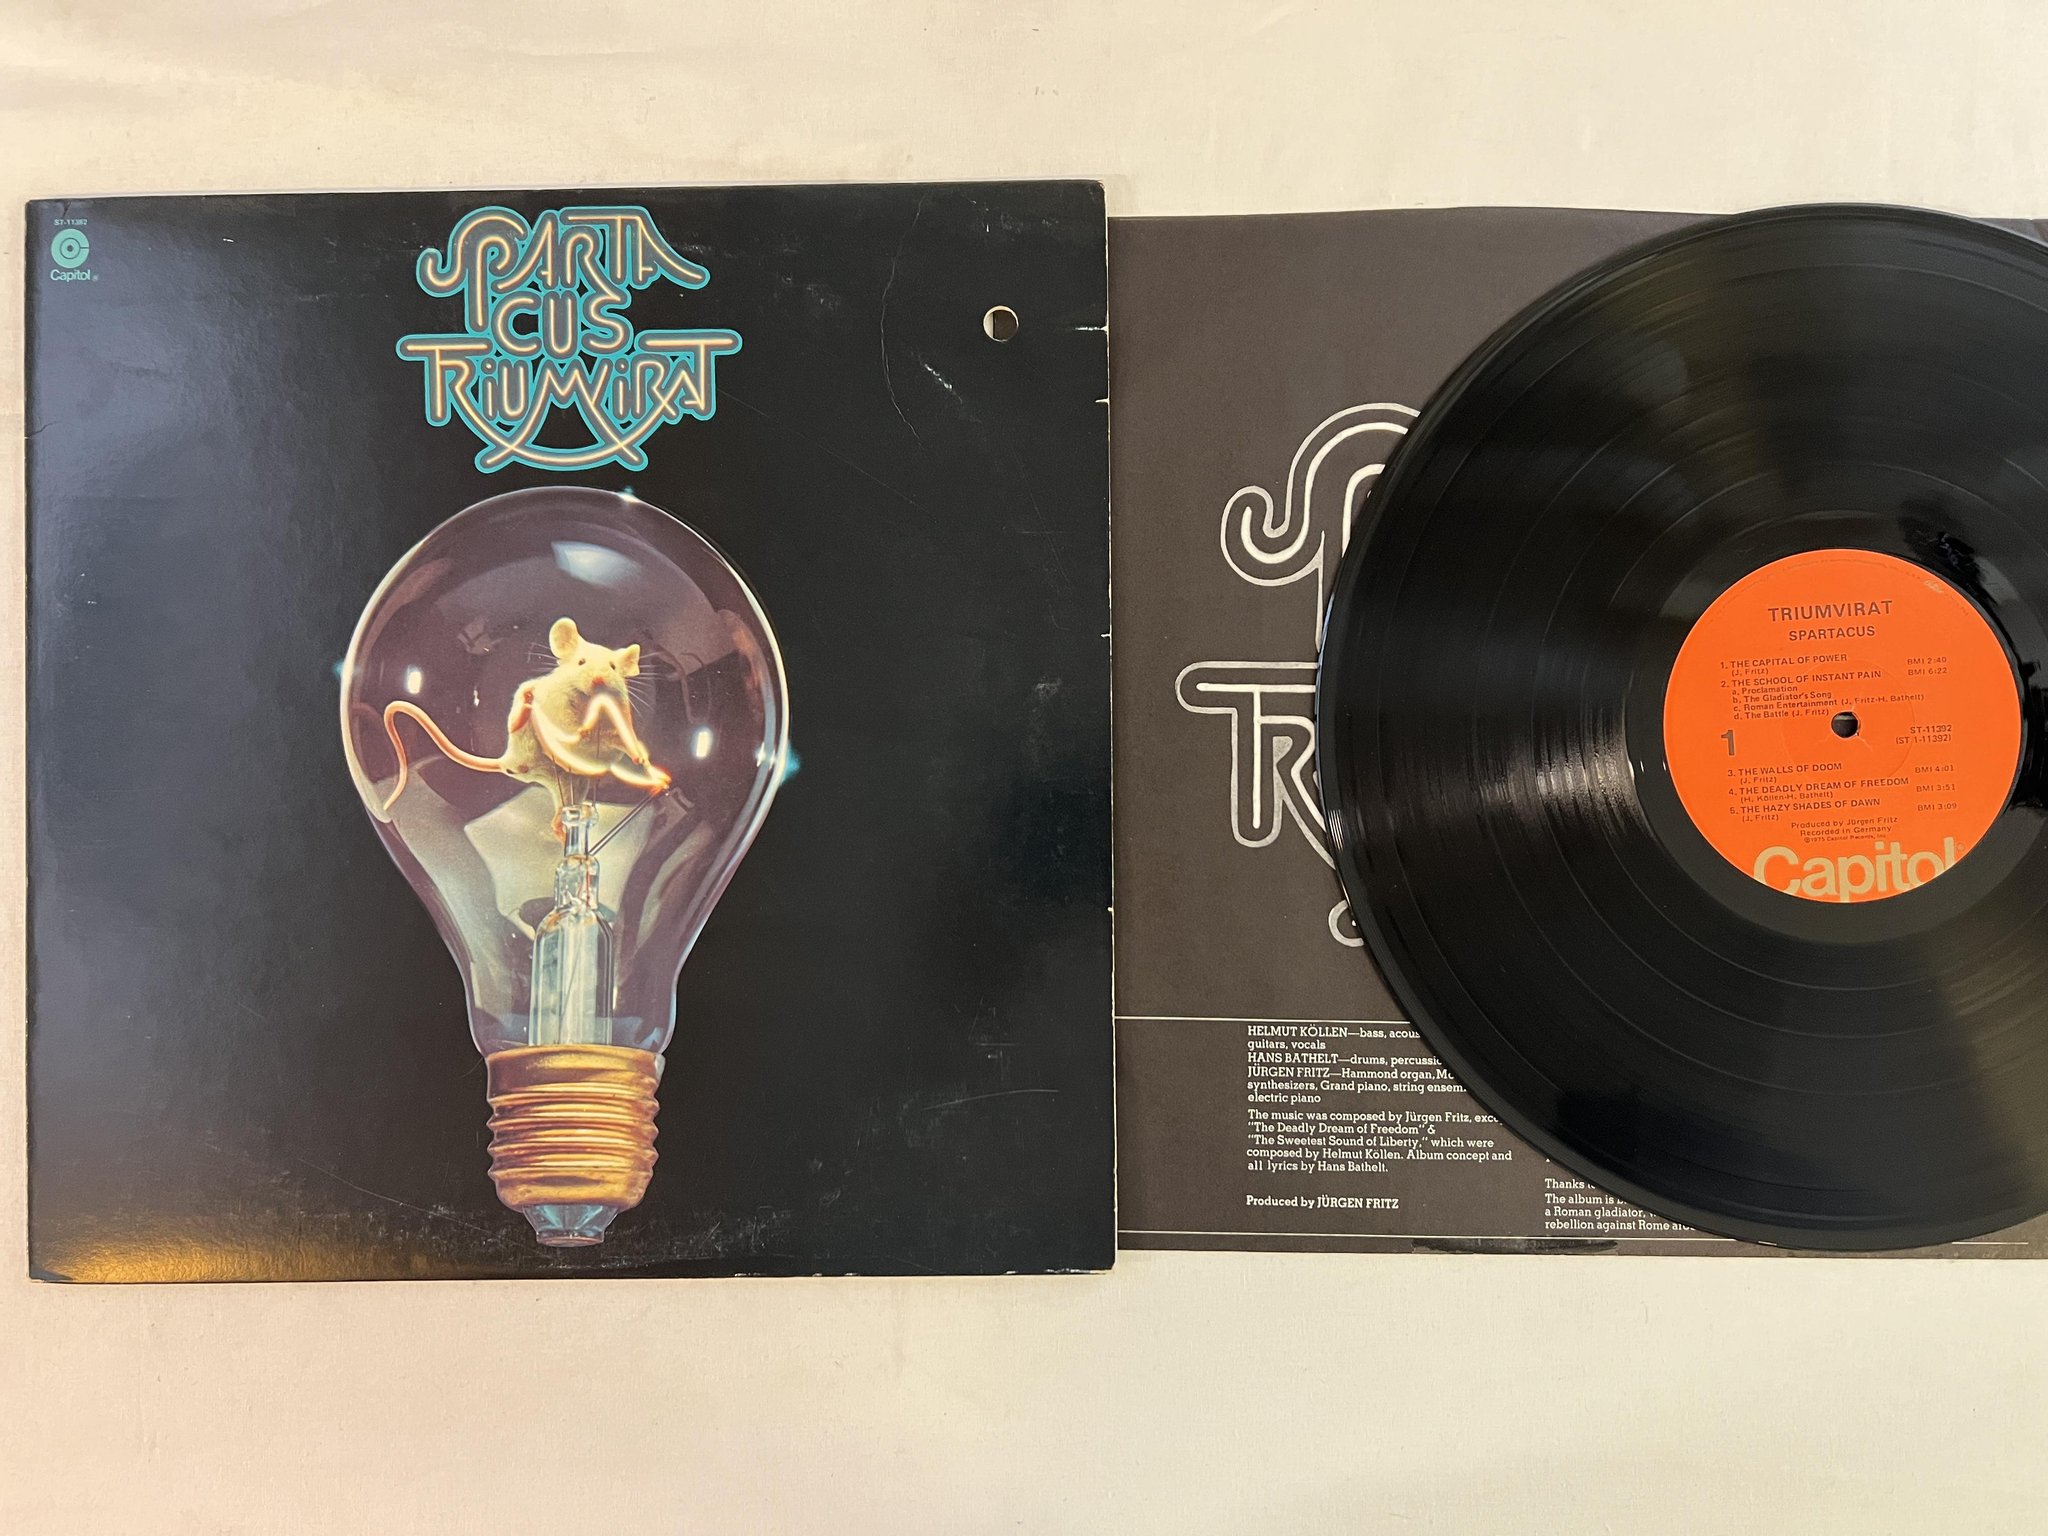 ST-11392
Capitol
SPARTA
CUS
TRIUMVIRAT
HELMUT KÖLLEN—bass, acous
guitars, vocals
HANS BATHELT—drums, percussio
JÜRGEN FRITZ—Hammond organ, Mo
synthesizers, Grand piano, string ensem
electric piano
The music was composed by Jürgen Fritz, exce
"The Deadly Dream of Freedom" &
"The Sweetest Sound of Liberty," which were
composed by Helmut Köllen. Album concept and
all lyrics by Hans Bathelt.
Produced by JÜRGEN FRITZ
Thanks
The album is
a Roman gladiator,
rebellion against Rome
TRIUMVIRAT
SPARTACUS
1. THE CAPITAL OF POWER BMI 2:40
(J. Fritz)
2. THE SCHOOL OF INSTANT PAIN BMI 6:22
a. Proclamation
b. The Gladiator's Song
c. Roman Entertainment (J. Fritz-H. Bathelt)
d. The Battle (J. Fritz)
1
ST-11392
(ST 1-11392)
3. THE WALLS OF DOOM BMI 4:01
(J. Fritz)
4. THE DEADLY DREAM OF FREEDOM BMI 3:51
(H. Köllen-H. Bathelt)
5. THE HAZY SHADES OF DAWN BMI 3:09
(J. Fritz)
Produced by Jürgen Fritz
Recorded in Germany
℗1975 Capitol Records, Inc.
Capitol